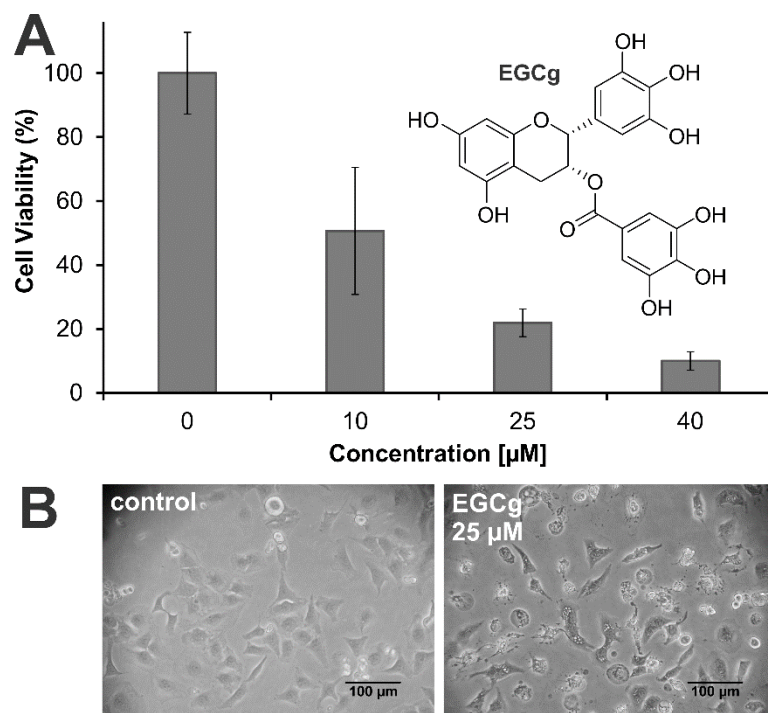 A
Cell Viability (%)
100
80
60
40
20
0
0 10 25 40
Concentration [µM]
EGCg
OH
OH
OH
HO
O
OH
O
O
OH
OH
OH
B
control
100 µm
EGCg
25 µM
100 µm